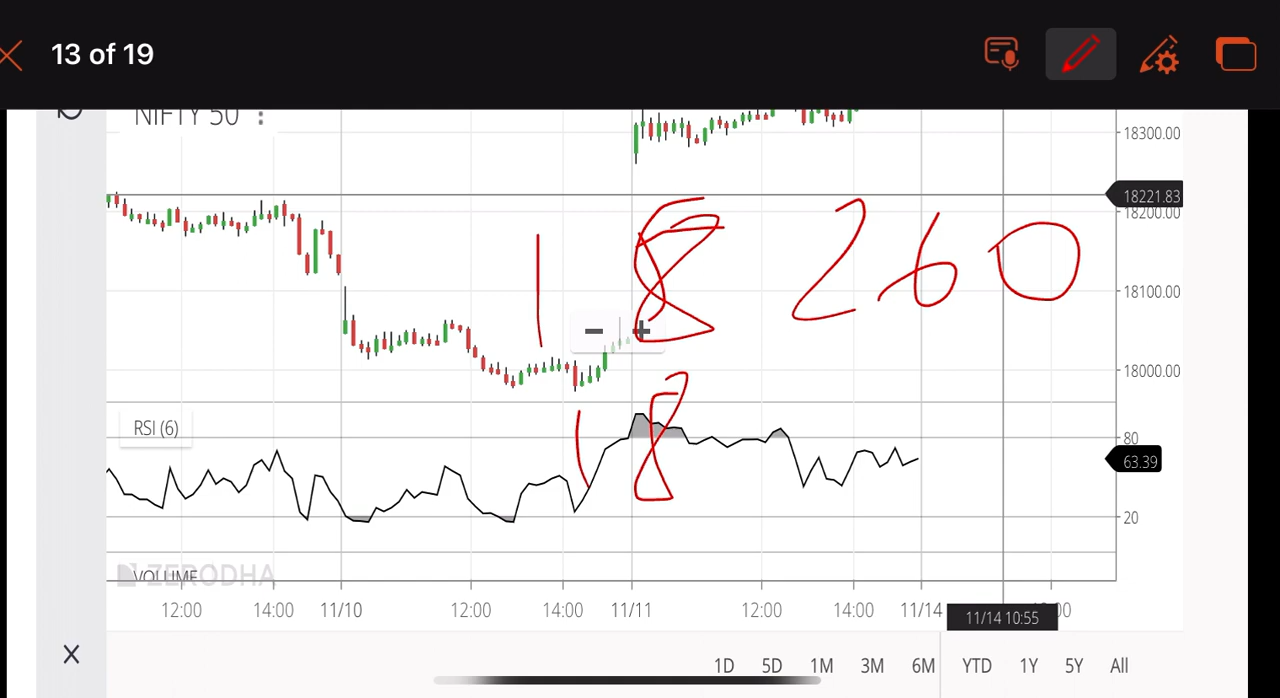 13 of 19
NIFTY 50
18300.00
18221.83
18200.00
18 260
18100.00
18000.00
18
RSI (6)
80
63.39
20
VOLUME
ZERODHA
12:00 14:00 11/10 12:00 14:00 11/11 12:00 14:00 11/14
11/14 10:55
1D 5D 1M 3M 6M YTD 1Y 5Y All